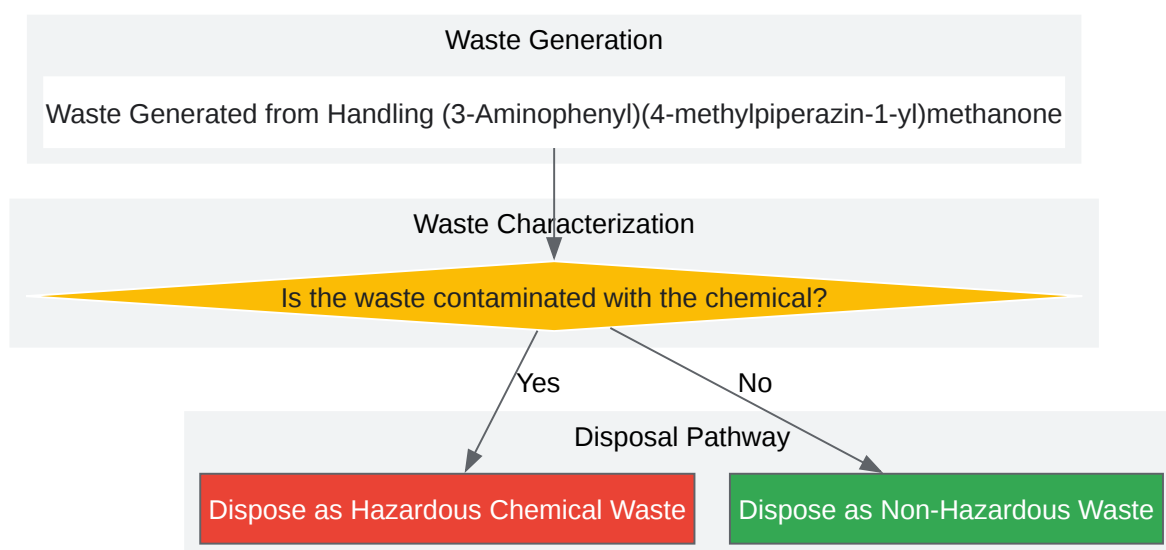 Waste Generation
Waste Generated from Handling (3-Aminophenyl)(4-methylpiperazin-1-yl)methanone
Waste Characterization
Is the waste contaminated with the chemical?
Yes
No
Disposal Pathway
Dispose as Hazardous Chemical Waste
Dispose as Non-Hazardous Waste